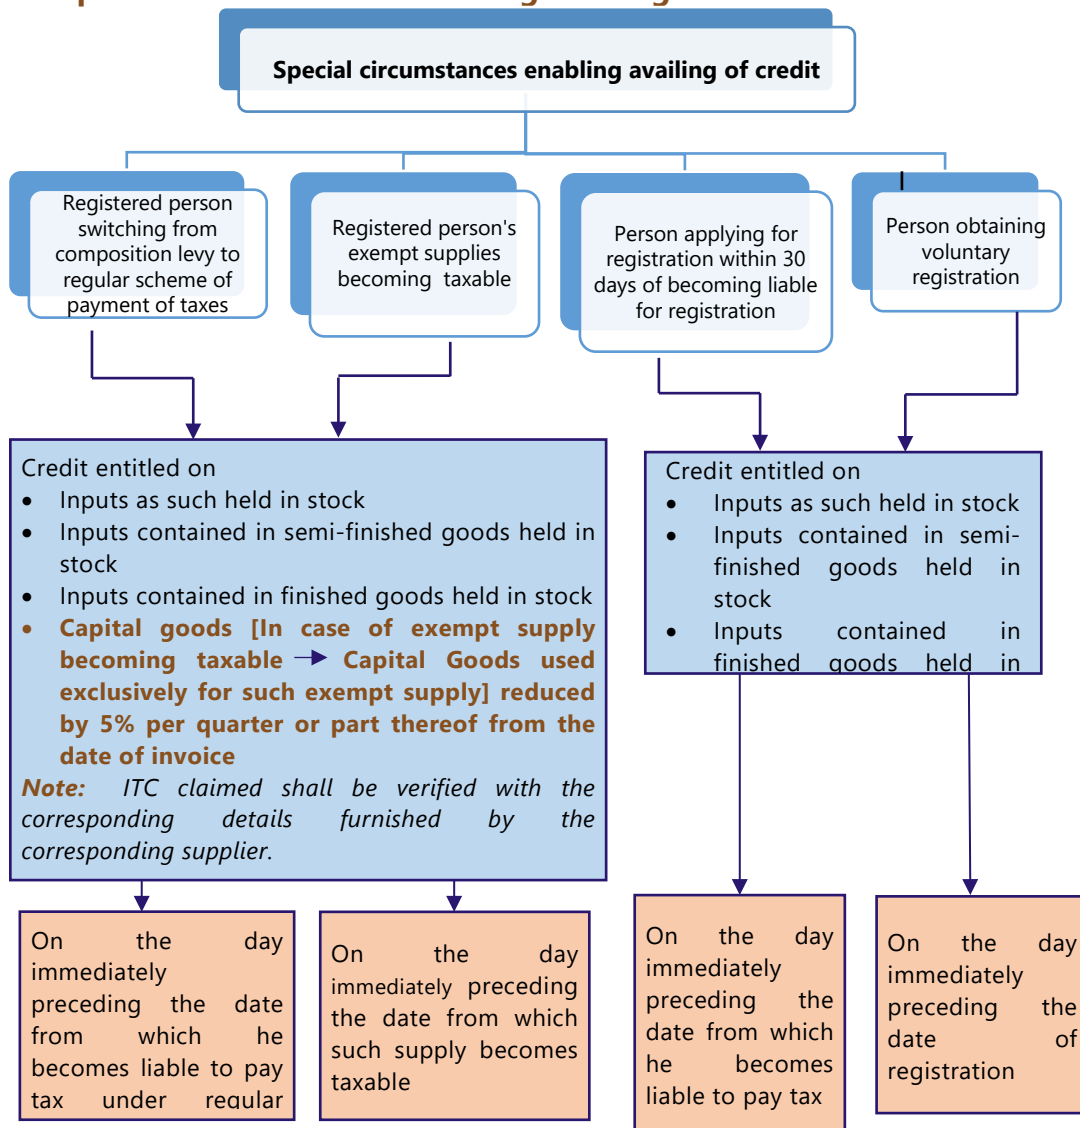 Special circumstances enabling availing of credit
Registered person
switching from
composition levy to
regular scheme of
payment of taxes
Registered person's
exempt supplies
becoming taxable
Person applying for
registration within 30
days of becoming liable
for registration
Person obtaining
voluntary
registration
Credit entitled on
• Inputs as such held in stock
• Inputs contained in semi-finished goods held in
stock
• Inputs contained in finished goods held in stock
• Capital goods [In case of exempt supply
becoming taxable → Capital Goods used
exclusively for such exempt supply] reduced
by 5% per quarter or part thereof from the
date of invoice
Note: ITC claimed shall be verified with the
corresponding details furnished by the
corresponding supplier.
Credit entitled on
• Inputs as such held in stock
• Inputs contained in semi-
finished goods held in
stock
• Inputs contained in
finished goods held in
On the day
immediately
preceding the date
from which he
becomes liable to pay
tax under regular
On the day
immediately preceding
the date from which
such supply becomes
taxable
On the day
immediately
preceding the
date from which
he becomes
liable to pay tax
On the day
immediately
preceding the
date of
registration